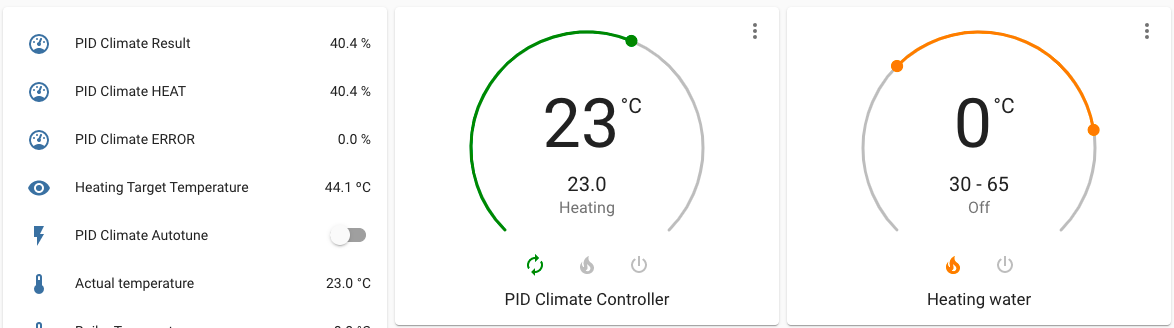 PID Climate Result 40.4 %
PID Climate HEAT 40.4 %
PID Climate ERROR 0.0 %
Heating Target Temperature 44.1 ºC
PID Climate Autotune
Actual temperature 23.0 °C
23 °C
23.0
Heating
PID Climate Controller
0 °C
30 - 65
Off
Heating water